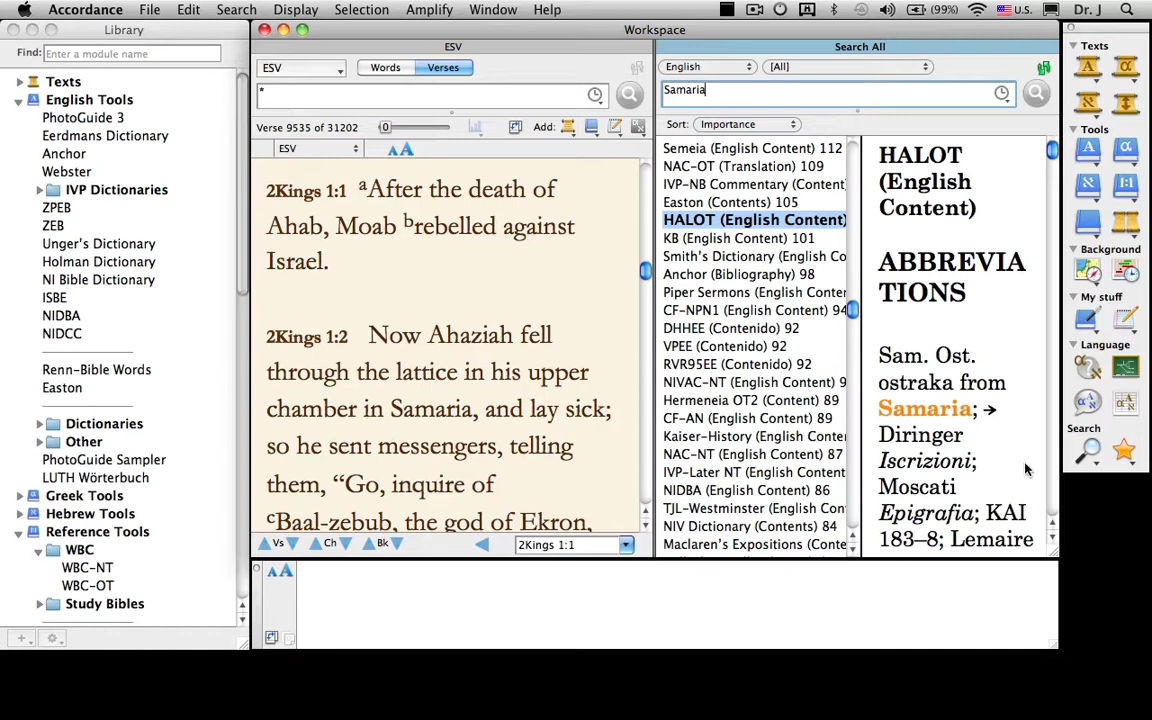 Accordance File Edit Search Display Selection Amplify Window Help (99%) U.S. Dr. J
Library
Find: Enter a module name
Texts
English Tools
PhotoGuide 3
Eerdmans Dictionary
Anchor
Webster
IVP Dictionaries
ZPEB
ZEB
Unger's Dictionary
Holman Dictionary
NI Bible Dictionary
ISBE
NIDBA
NIDCC
Renn-Bible Words
Easton
Dictionaries
Other
PhotoGuide Sampler
LUTH Wörterbuch
Greek Tools
Hebrew Tools
Reference Tools
WBC
WBC-NT
WBC-OT
Study Bibles
Workspace
ESV
ESV Words Verses
*
Verse 9535 of 31202 0 Add:
ESV AA
2Kings 1:1 aAfter the death of
Ahab, Moab brebelled against
Israel.
2Kings 1:2 Now Ahaziah fell
through the lattice in his upper
chamber in Samaria, and lay sick;
so he sent messengers, telling
them, “Go, inquire of
cBaal-zebub, the god of Ekron,
Vs Ch Bk 2Kings 1:1
AA
Search All
English [All]
Samaria
Sort: Importance
Semeia (English Content) 112
NAC-OT (Translation) 109
IVP-NB Commentary (Content
Easton (Contents) 105
HALOT (English Content)
KB (English Content) 101
Smith's Dictionary (English Co
Anchor (Bibliography) 98
Piper Sermons (English Conter
CF-NPN1 (English Content) 94
DHHEE (Contenido) 92
VPEE (Contenido) 92
RVR95EE (Contenido) 92
NIVAC-NT (English Content) 9
Hermeneia OT2 (English Co 89
CF-AN (English Content) 89
Kaiser-History (English Conten
NAC-NT (English Content) 87
IVP-Later NT (English Content
NIDBA (English Content) 86
TJL-Westminster (English Cont
NIV Dictionary (Content) 84
Maclaren's Expositions (Conte
HALOT
(English
Content)
ABBREVIA
TIONS
Sam. Ost.
ostraka from
Samaria; →
Diringer
Iscrizioni;
Moscati
Epigrafia; KAI
183–8; Lemaire
Texts
Tools
Background
My stuff
Language
Search